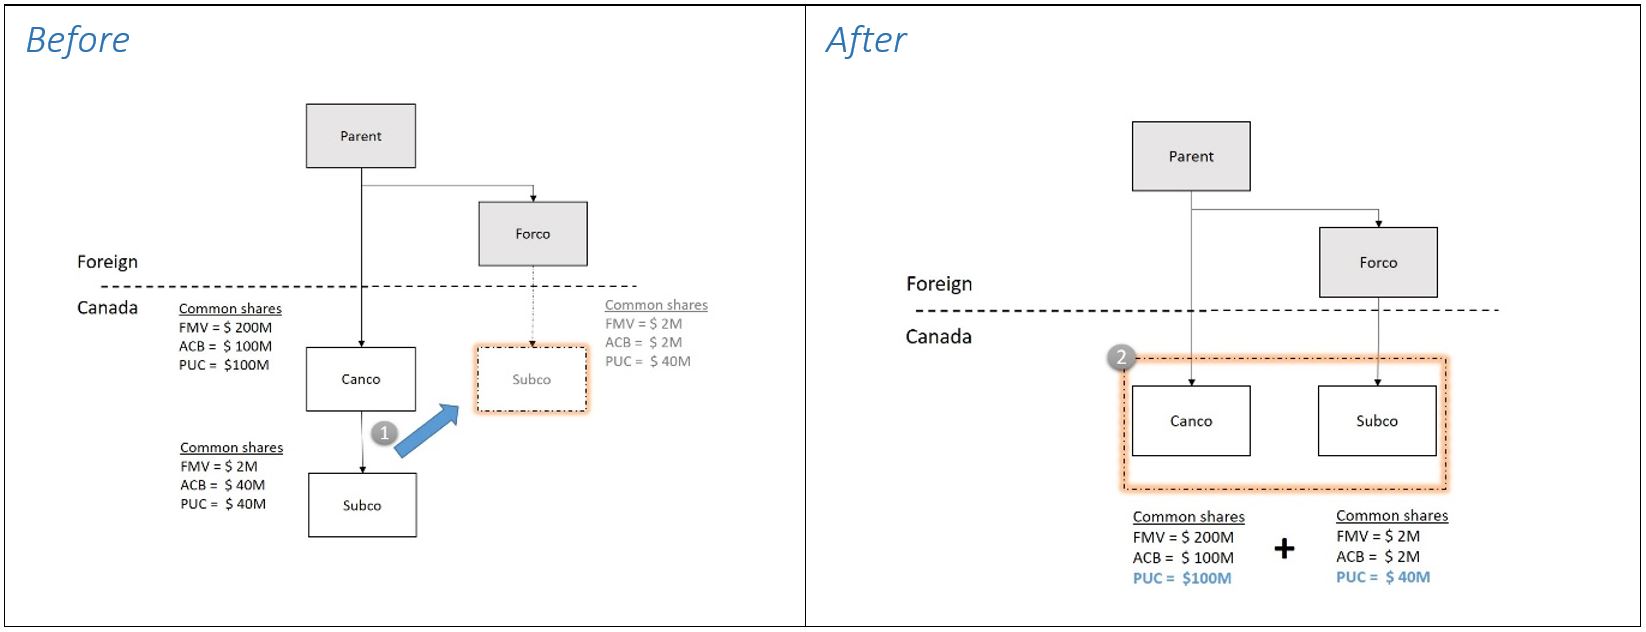 Before
Parent
Forco
Foreign
Canada
Common shares
FMV = $ 200M
ACB = $ 100M
PUC = $100M
Common shares
FMV = $ 2M
ACB = $ 2M
PUC = $ 40M
Canco
Subco
1
Common shares
FMV = $ 2M
ACB = $ 40M
PUC = $ 40M
Subco
After
Parent
Forco
Foreign
Canada
2
Canco
Subco
Common shares
FMV = $ 200M
ACB = $ 100M
PUC = $100M
+
Common shares
FMV = $ 2M
ACB = $ 2M
PUC = $ 40M